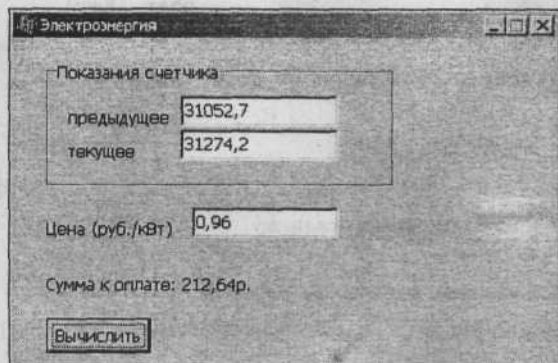 Электроэнергия
Показания счетчика
предыдущее 31052,7
текущее 31274,2
Цена (руб./кВт) 0,96
Сумма к оплате: 212,64р.
Вычислить